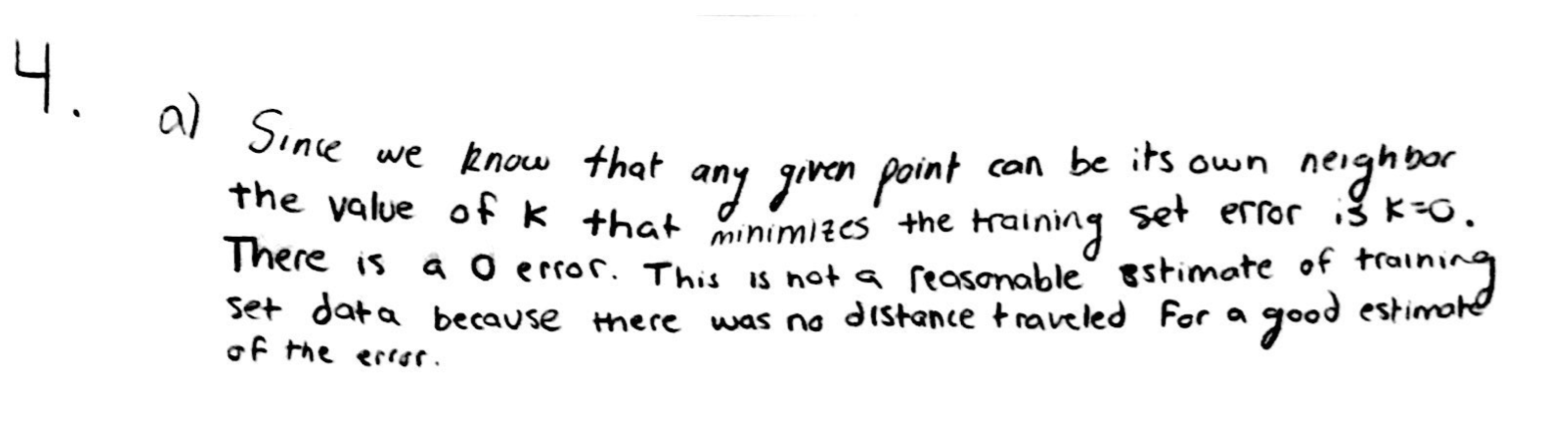 4.
a) Since we know that any given point can be its own neighbor
the value of k that minimizes the training set error is k=0.
There is a 0 error. This is not a reasonable estimate of training
set data because there was no distance traveled for a good estimate
of the error.